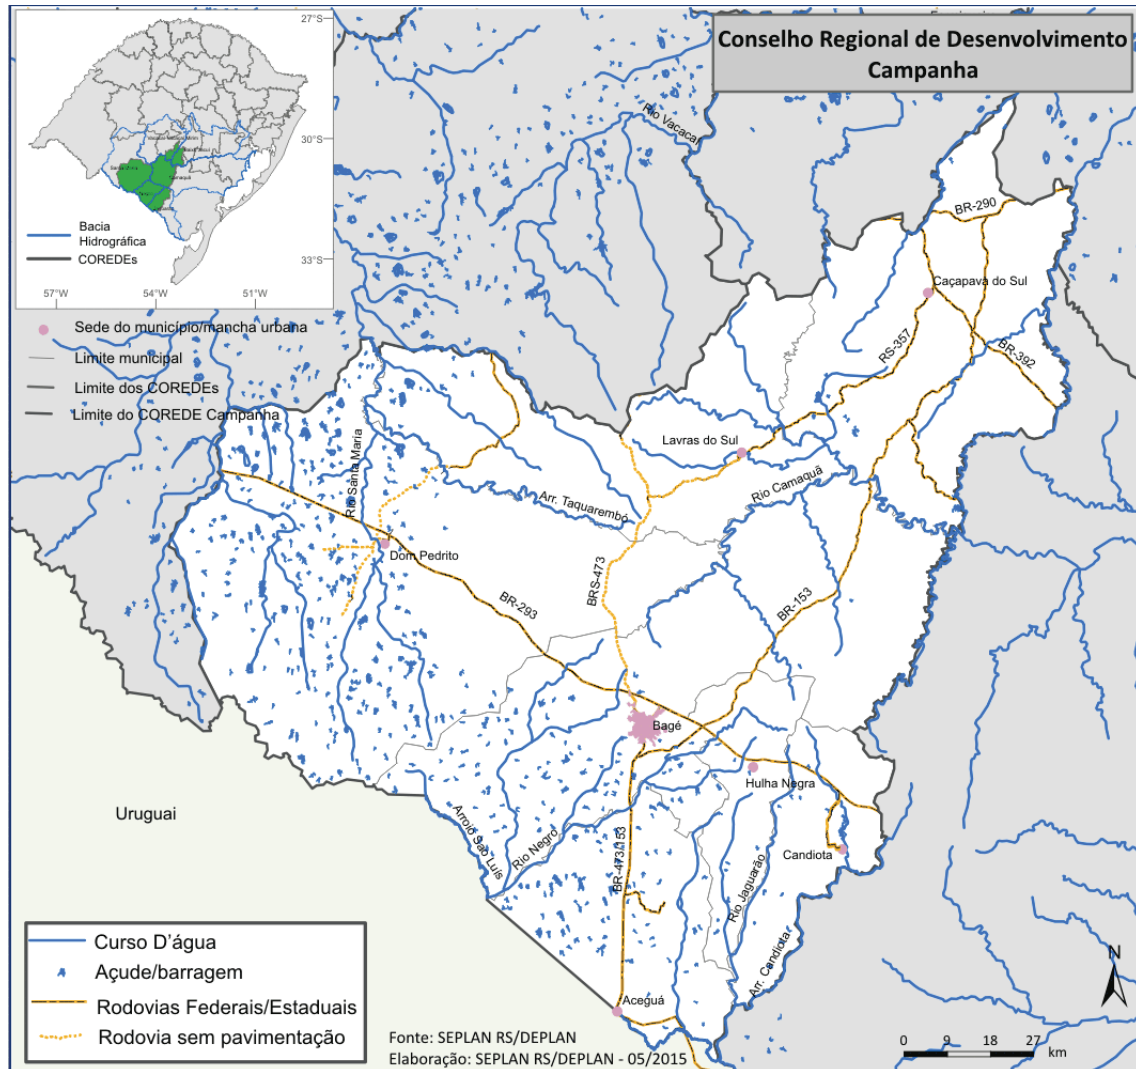 Conselho Regional de Desenvolvimento
Campanha
27°S
30°S
33°S
57°W
54°W
51°W
Bacia
Hidrográfica
COREDEs
Sede do município/mancha urbana
Limite municipal
Limite dos COREDEs
Limite do COREDE Campanha
Rio Vacacaí
BR-290
Caçapava do Sul
RS-357
BR-392
Lavras do Sul
Rio Camaquã
Rio Santa Maria
Arr. Taquarembó
Dom Pedrito
BRS-473
BR-293
BR-153
Bagé
Hulha Negra
Uruguai
Arroio São Luís
Rio Negro
BR-473/153
Candiota
Rio Jaguarão
Arr. Candiota
Aceguá
N
Curso D'água
Açude/barragem
Rodovias Federais/Estaduais
Rodovia sem pavimentação
Fonte: SEPLAN RS/DEPLAN
Elaboração: SEPLAN RS/DEPLAN - 05/2015
0 9 18 27
km